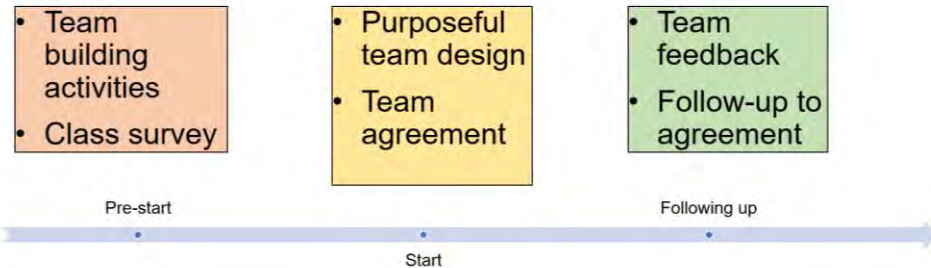 • Team
building
activities
• Class survey
• Purposeful
team design
• Team
agreement
• Team
feedback
• Follow-up to
agreement
Pre-start
Start
Following up